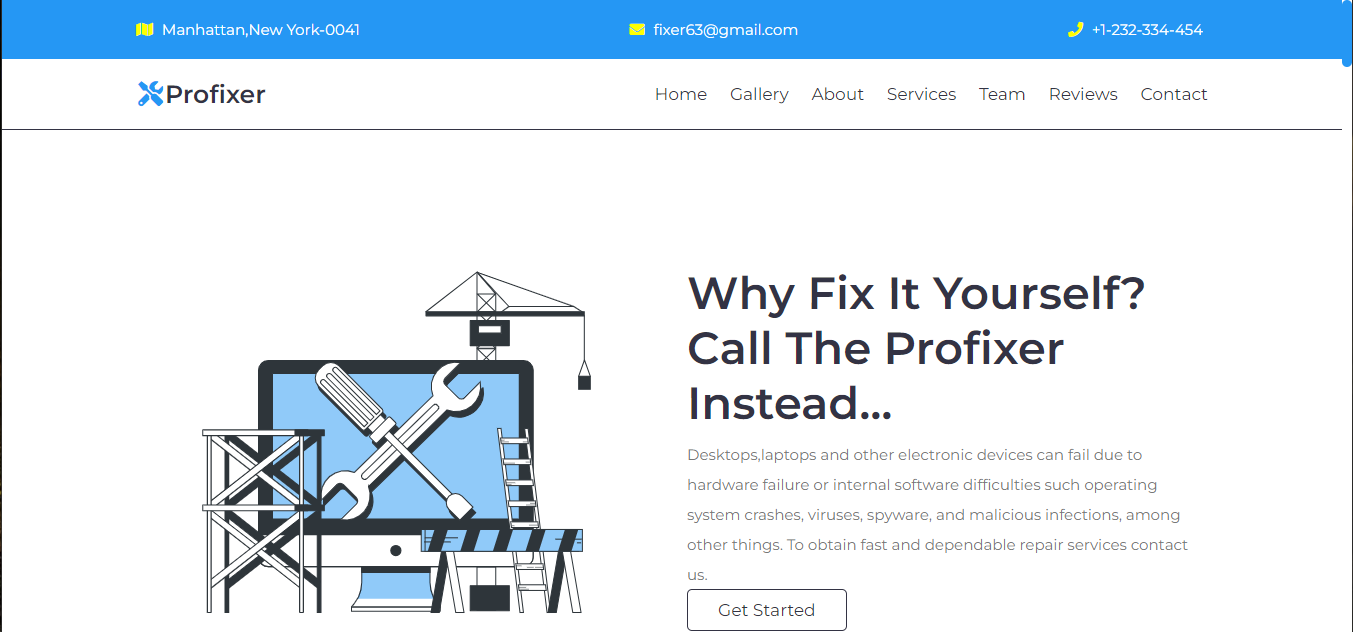 Manhattan,New York-0041
fixer63@gmail.com
+1-232-334-454
Profixer
Home Gallery About Services Team Reviews Contact
Why Fix It Yourself?
Call The Profixer
Instead...
Desktops,laptops and other electronic devices can fail due to
hardware failure or internal software difficulties such operating
system crashes, viruses, spyware, and malicious infections, among
other things. To obtain fast and dependable repair services contact
us.
Get Started